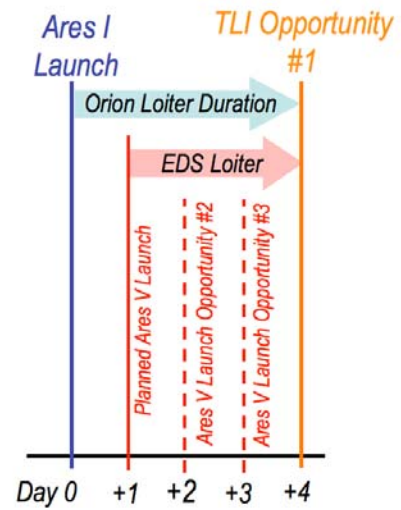 Ares I
Launch
TLI Opportunity
#1
Orion Loiter Duration
EDS Loiter
Planned Ares V Launch
Ares V Launch Opportunity #2
Ares V Launch Opportunity #3
Day 0
+1
+2
+3
+4